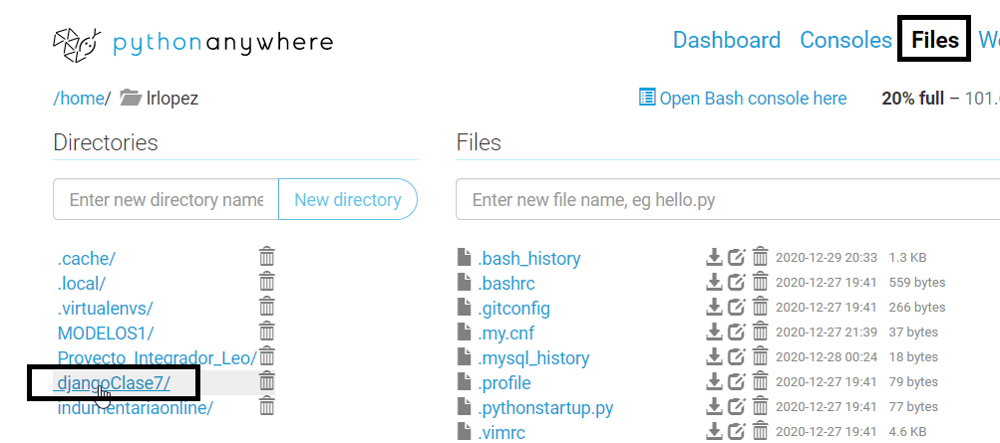 pythonanywhere
Dashboard Consoles Files
/home/ lrlopez
Open Bash console here 20% full – 101.
Directories
Files
Enter new directory name
New directory
Enter new file name, eg hello.py
.cache/
.local/
.virtualenvs/
MODELOS1/
Proyecto_Integrador_Leo/
djangoClase7/
indumentariaonline/
.bash_history 2020-12-29 20:33 1.3 KB
.bashrc 2020-12-27 19:41 559 bytes
.gitconfig 2020-12-27 19:41 266 bytes
.my.cnf 2020-12-27 21:39 37 bytes
.mysql_history 2020-12-28 00:24 18 bytes
.profile 2020-12-27 19:41 79 bytes
.pythonstartup.py 2020-12-27 19:41 77 bytes
.vimrc 2020-12-27 19:41 4.6 KB